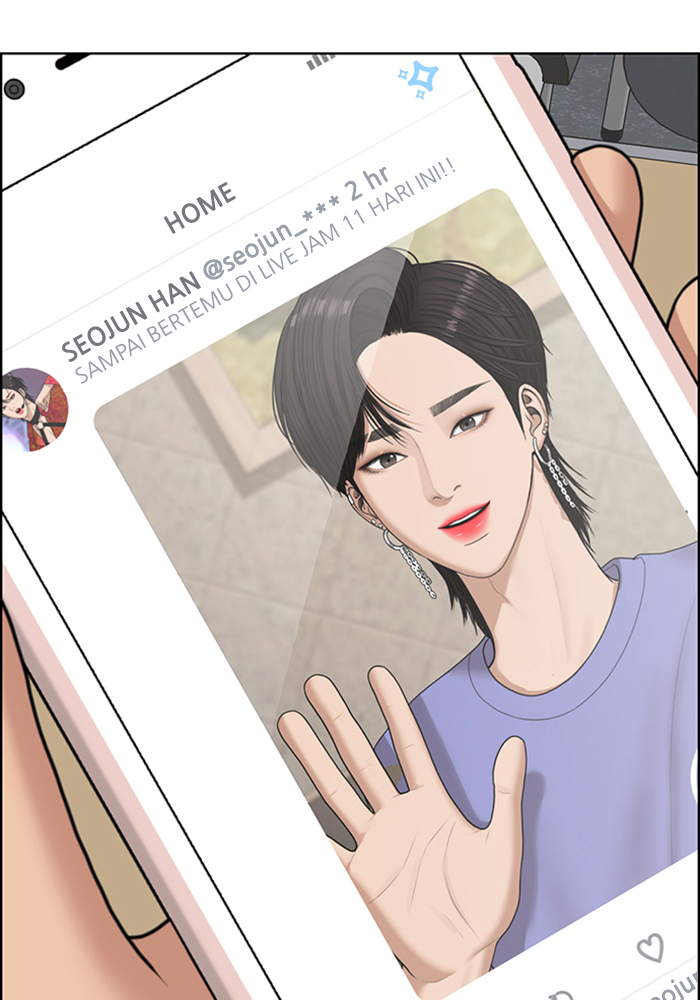 HOME
SEOJUN HAN @seojun_*** 2 hr
SAMPAI BERTEMU DI LIVE JAM 11 HARI INI!!